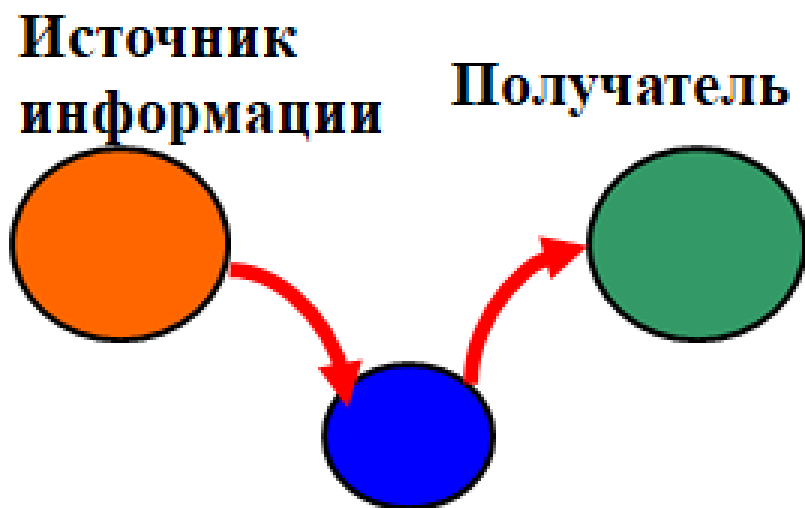 Источник
информации
Получатель